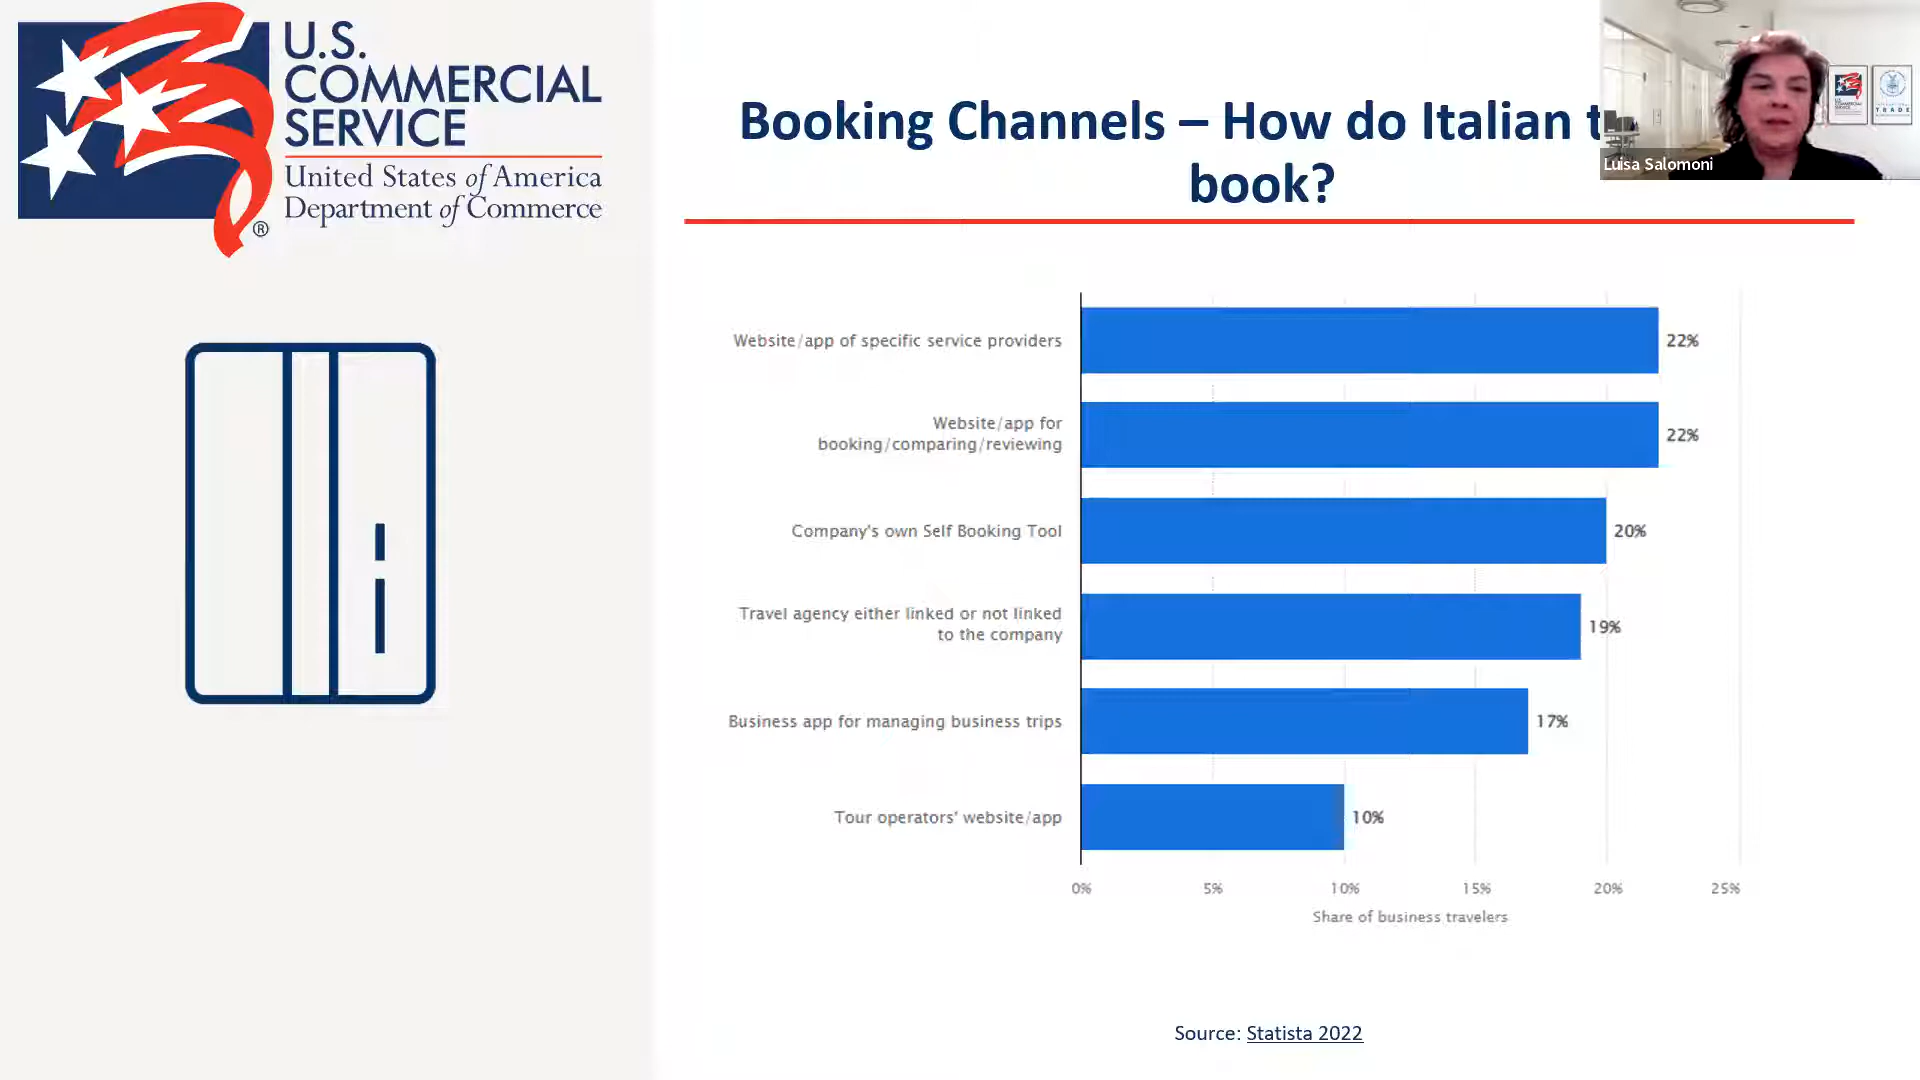 U.S.
COMMERCIAL
SERVICE
United States of America
Department of Commerce
®
Booking Channels – How do Italian t
book?
Luisa Salomoni
TRADE
Website/app of specific service providers
22%
Website/app for
booking/comparing/reviewing
22%
Company's own Self Booking Tool
20%
Travel agency either linked or not linked
to the company
19%
Business app for managing business trips
17%
Tour operators' website/app
10%
0% 5% 10% 15% 20% 25%
Share of business travelers
Source: Statista 2022